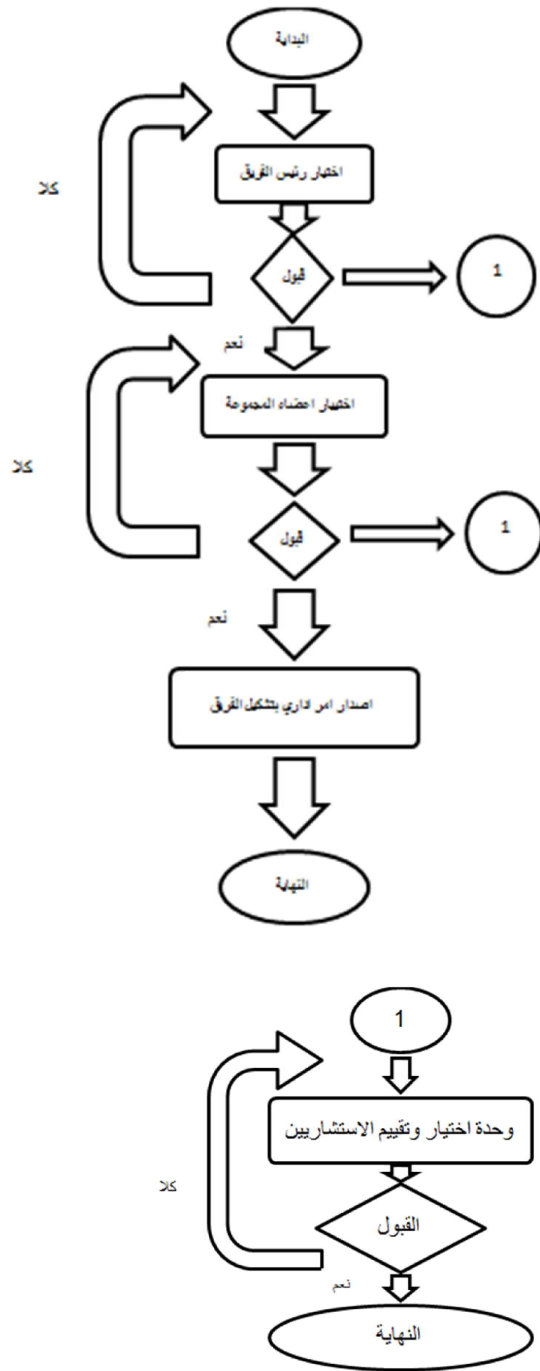 البداية
اختيار رئيس الفريق
كلا
قبول
1
نعم
اختيار اعضاء المجموعة
كلا
قبول
1
نعم
اصدار امر اداري بتشكيل الفريق
النهاية
1
وحدة اختيار وتقييم الاستشاريين
كلا
القبول
نعم
النهاية